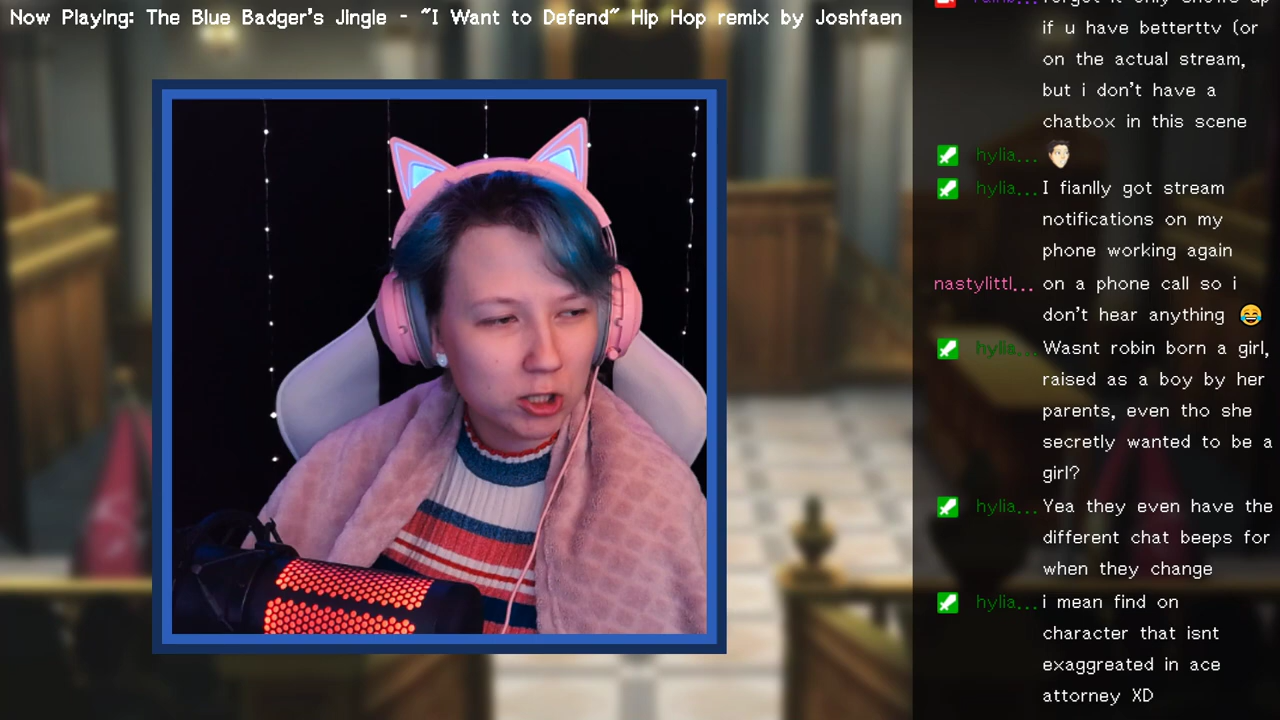 Now Playing: The Blue Badger's Jingle - "I Want to Defend" Hip Hop remix by Joshfaen
if u have betterttv (or
on the actual stream,
but i don't have a
chatbox in this scene
hylia...
hylia... I fianlly got stream
notifications on my
phone working again
nastylittl... on a phone call so i
don't hear anything 😂
hylia... Wasnt robin born a girl,
raised as a boy by her
parents, even tho she
secretly wanted to be a
girl?
hylia... Yea they even have the
different chat beeps for
when they change
hylia... i mean find on
character that isnt
exaggerated in ace
attorney XD